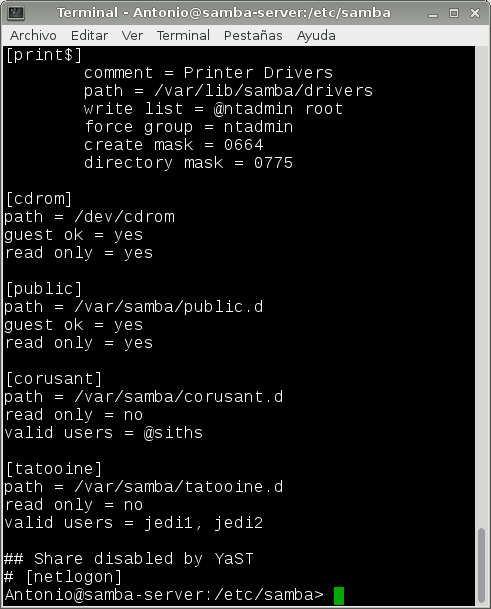 Terminal - Antonio@samba-server:/etc/samba
Archivo Editar Ver Terminal Pestañas Ayuda
[print$]
        comment = Printer Drivers
        path = /var/lib/samba/drivers
        write list = @ntadmin root
        force group = ntadmin
        create mask = 0664
        directory mask = 0775

[cdrom]
path = /dev/cdrom
guest ok = yes
read only = yes

[public]
path = /var/samba/public.d
guest ok = yes
read only = yes

[corusant]
path = /var/samba/corusant.d
read only = no
valid users = @siths

[tatooine]
path = /var/samba/tatooine.d
read only = no
valid users = jedi1, jedi2

## Share disabled by YaST
# [netlogon]
Antonio@samba-server:/etc/samba>